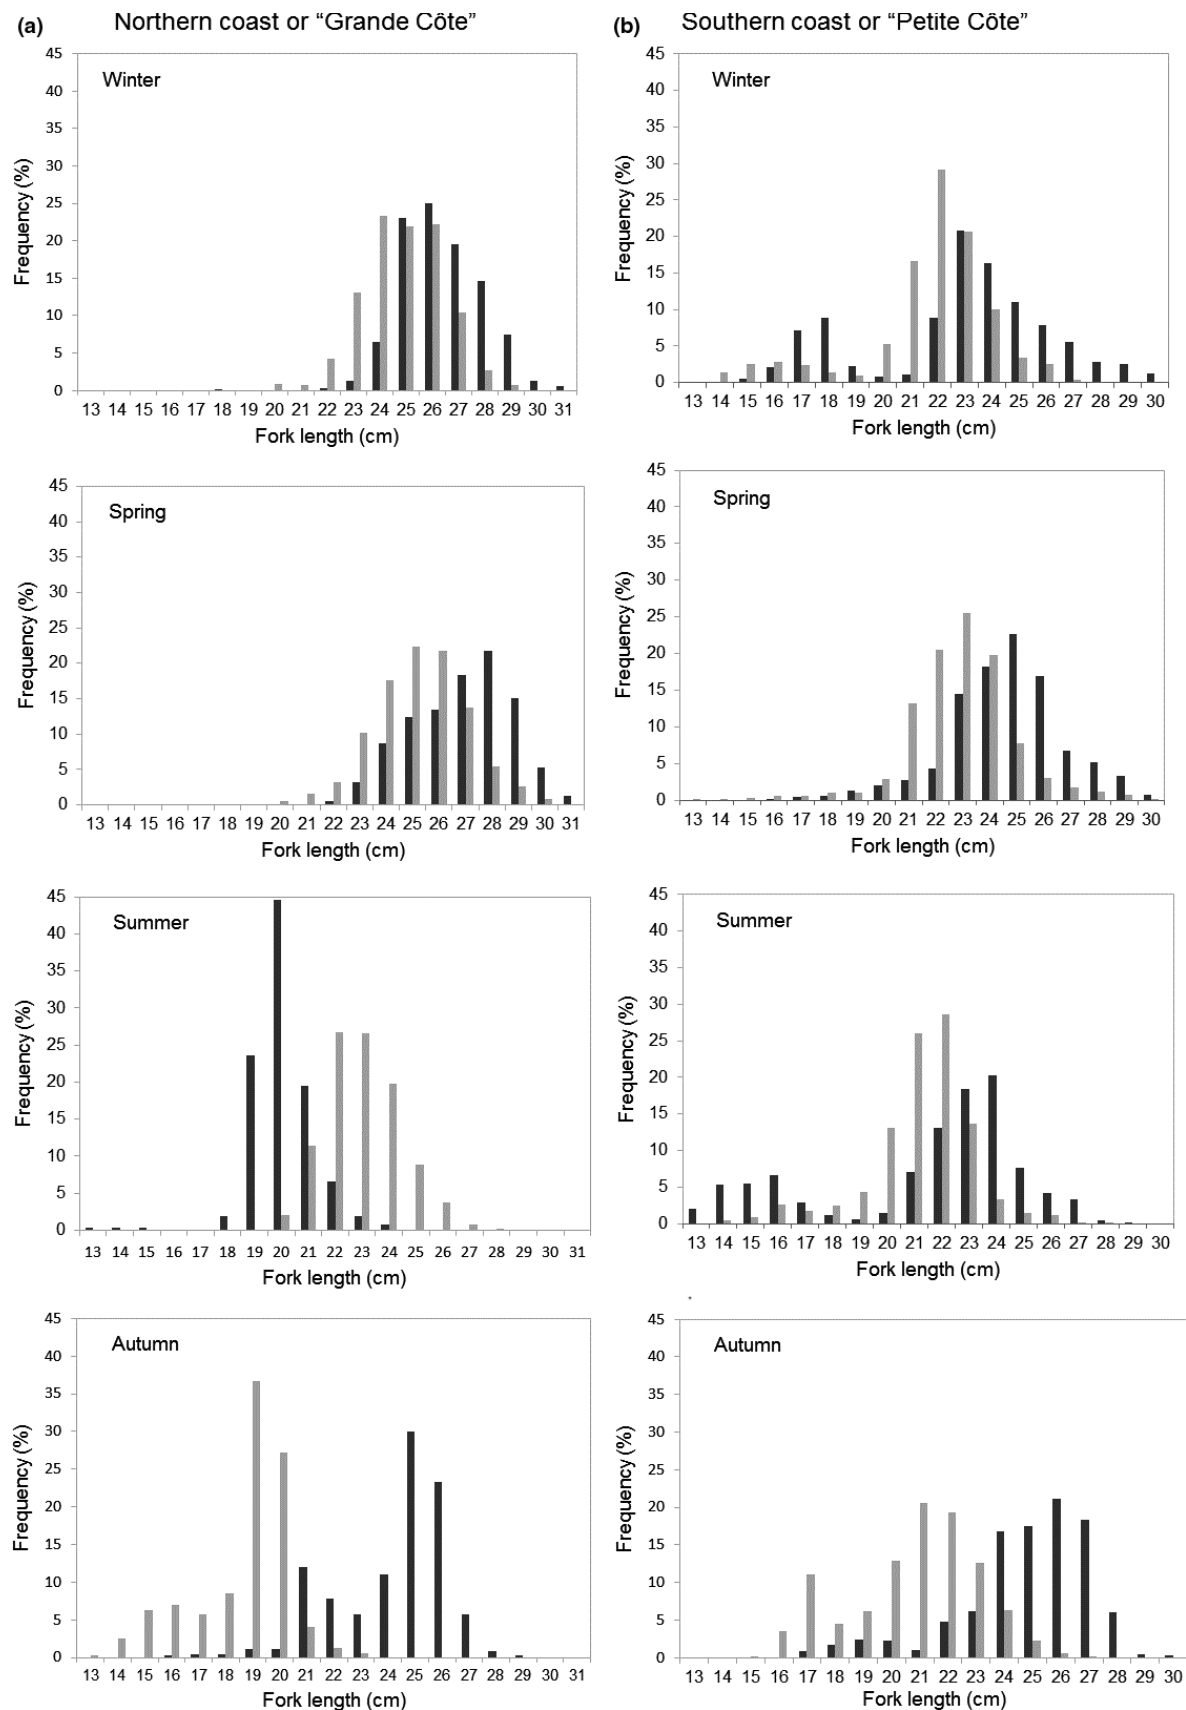 (a) Northern coast or “Grande Côte”
45
40
35
30
25
20
15
10
5
0
Frequency (%)
Winter
13 14 15 16 17 18 19 20 21 22 23 24 25 26 27 28 29 30 31
Fork length (cm)
45
40
35
30
25
20
15
10
5
0
Frequency (%)
Spring
13 14 15 16 17 18 19 20 21 22 23 24 25 26 27 28 29 30 31
Fork length (cm)
45
40
35
30
25
20
15
10
5
0
Frequency (%)
Summer
13 14 15 16 17 18 19 20 21 22 23 24 25 26 27 28 29 30 31
Fork length (cm)
45
40
35
30
25
20
15
10
5
0
Frequency (%)
Autumn
13 14 15 16 17 18 19 20 21 22 23 24 25 26 27 28 29 30 31
Fork length (cm)
(b) Southern coast or “Petite Côte”
45
40
35
30
25
20
15
10
5
0
Frequency (%)
Winter
13 14 15 16 17 18 19 20 21 22 23 24 25 26 27 28 29 30
Fork length (cm)
45
40
35
30
25
20
15
10
5
0
Frequency (%)
Spring
13 14 15 16 17 18 19 20 21 22 23 24 25 26 27 28 29 30
Fork length (cm)
45
40
35
30
25
20
15
10
5
0
Frequency (%)
Summer
13 14 15 16 17 18 19 20 21 22 23 24 25 26 27 28 29 30
Fork length (cm)
45
40
35
30
25
20
15
10
5
0
Frequency (%)
Autumn
13 14 15 16 17 18 19 20 21 22 23 24 25 26 27 28 29 30
Fork length (cm)